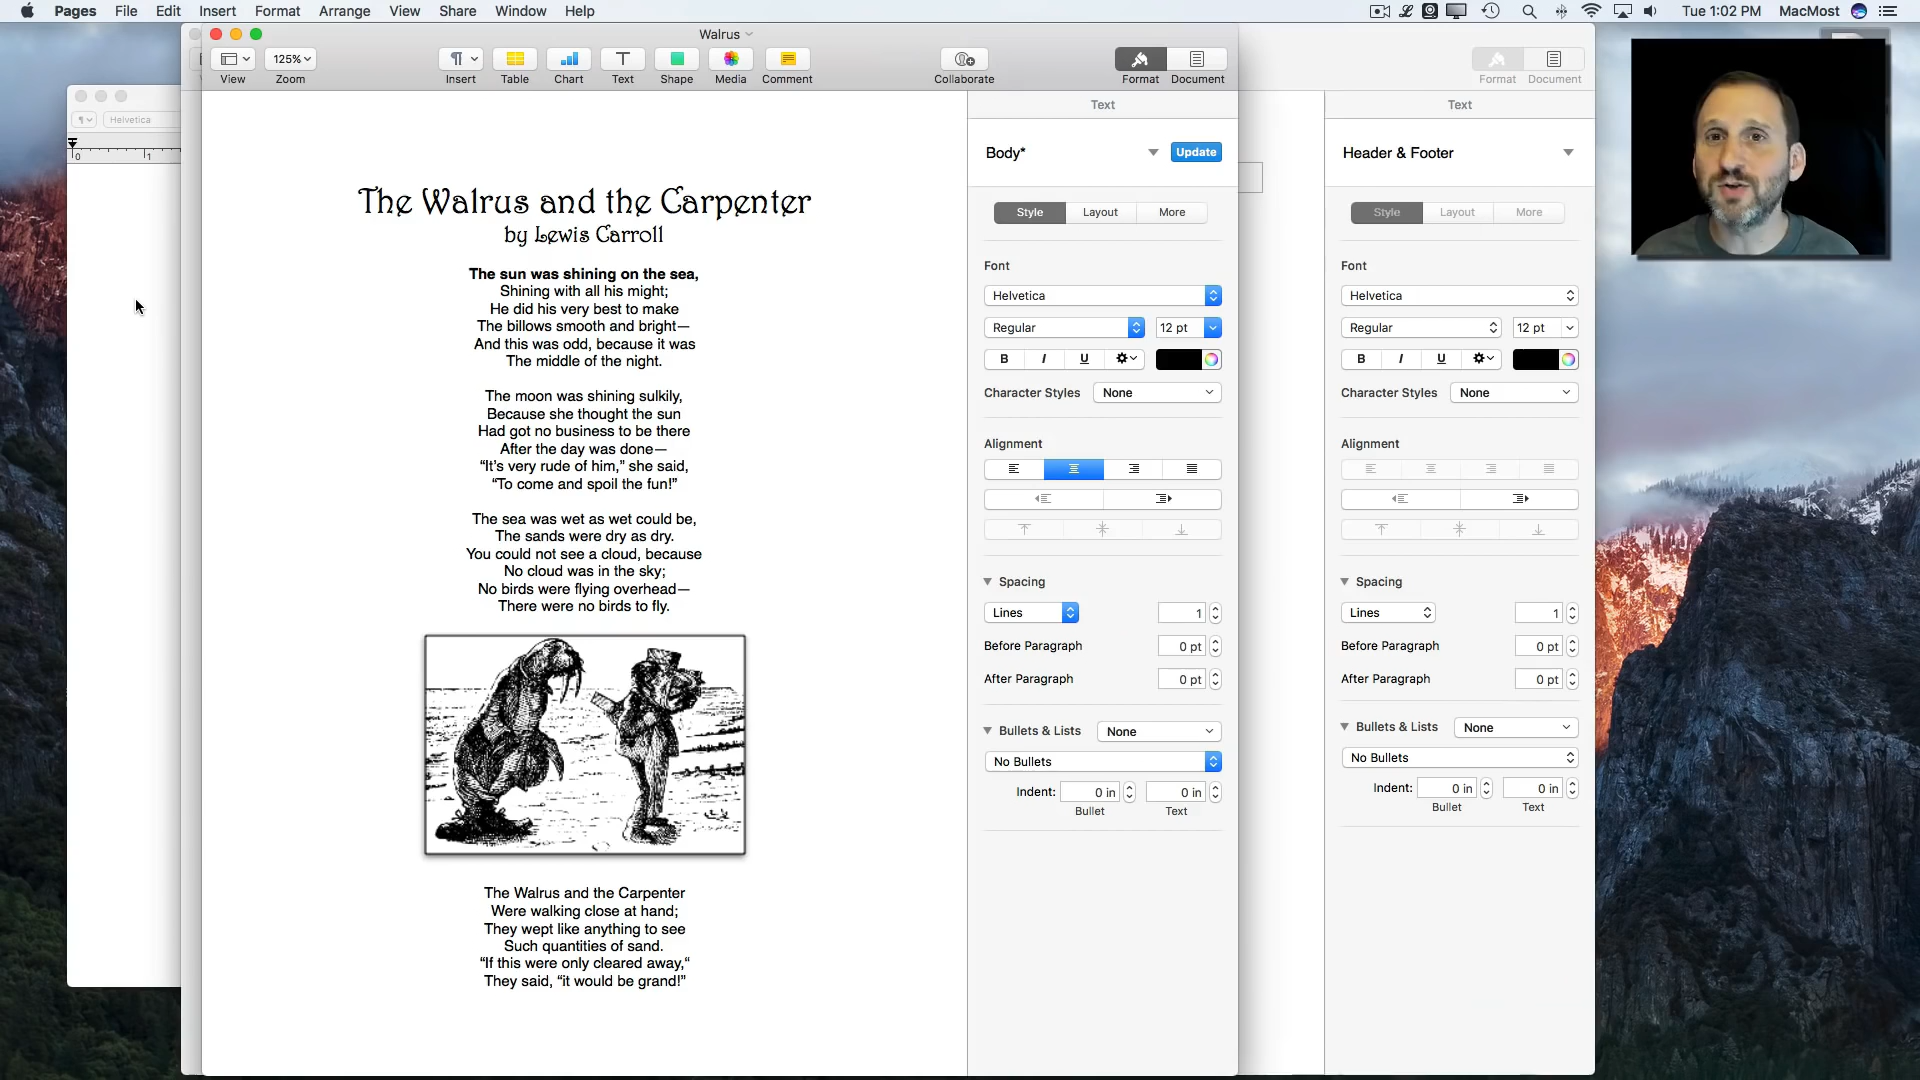 Pages File Edit Insert Format Arrange View Share Window Help
Tue 1:02 PM MacMost
Walrus
125%
View Zoom Insert Table Chart Text Shape Media Comment Collaborate Format Document
Format Document
Helvetica
0 1
The Walrus and the Carpenter
by Lewis Carroll
The sun was shining on the sea,
Shining with all his might;
He did his very best to make
The billows smooth and bright—
And this was odd, because it was
The middle of the night.
The moon was shining sulkily,
Because she thought the sun
Had got no business to be there
After the day was done—
“It’s very rude of him,” she said,
“To come and spoil the fun!”
The sea was wet as wet could be,
The sands were dry as dry.
You could not see a cloud, because
No cloud was in the sky;
No birds were flying overhead—
There were no birds to fly.
The Walrus and the Carpenter
Were walking close at hand;
They wept like anything to see
Such quantities of sand.
“If this were only cleared away,“
They said, “it would be grand!”
Text
Body* Update
Style Layout More
Font
Helvetica
Regular 12 pt
B I U
Character Styles None
Alignment
Spacing
Lines 1
Before Paragraph 0 pt
After Paragraph 0 pt
Bullets & Lists None
No Bullets
Indent: 0 in 0 in
Bullet Text
Text
Header & Footer
Style Layout More
Font
Helvetica
Regular 12 pt
B I U
Character Styles None
Alignment
Spacing
Lines 1
Before Paragraph 0 pt
After Paragraph 0 pt
Bullets & Lists None
No Bullets
Indent: 0 in 0 in
Bullet Text